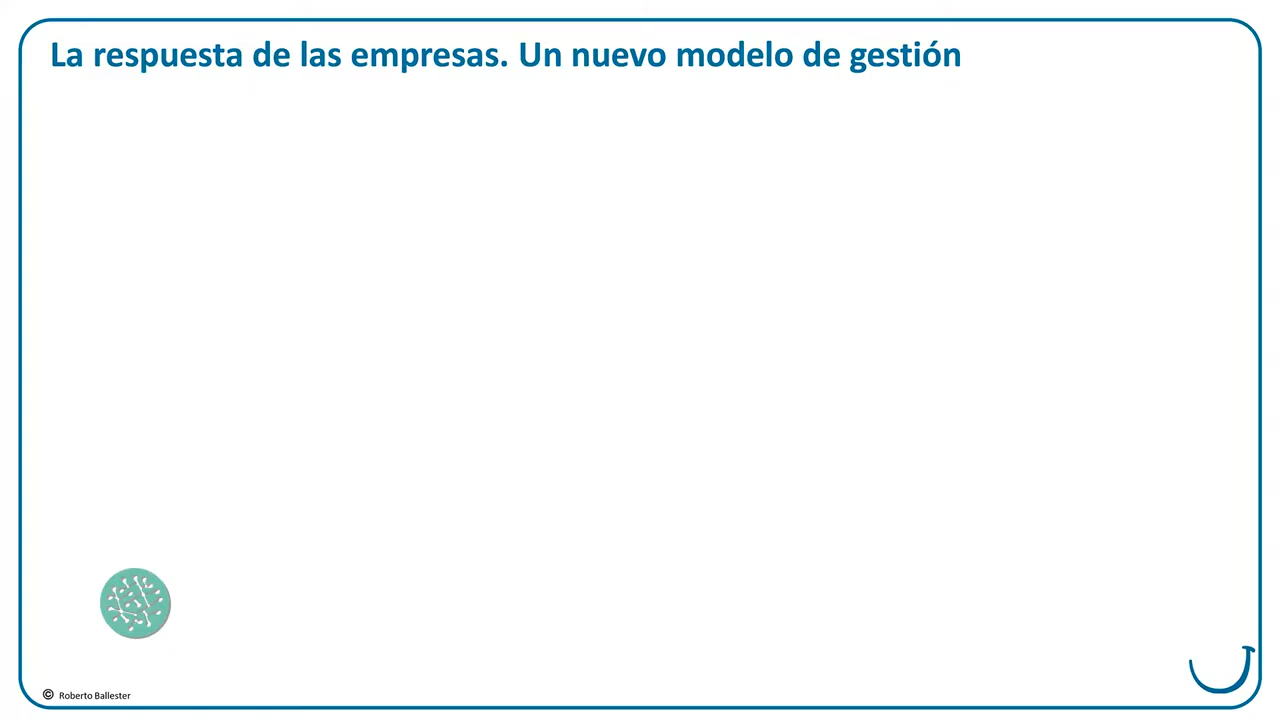 La respuesta de las empresas. Un nuevo modelo de gestión
© Roberto Ballester